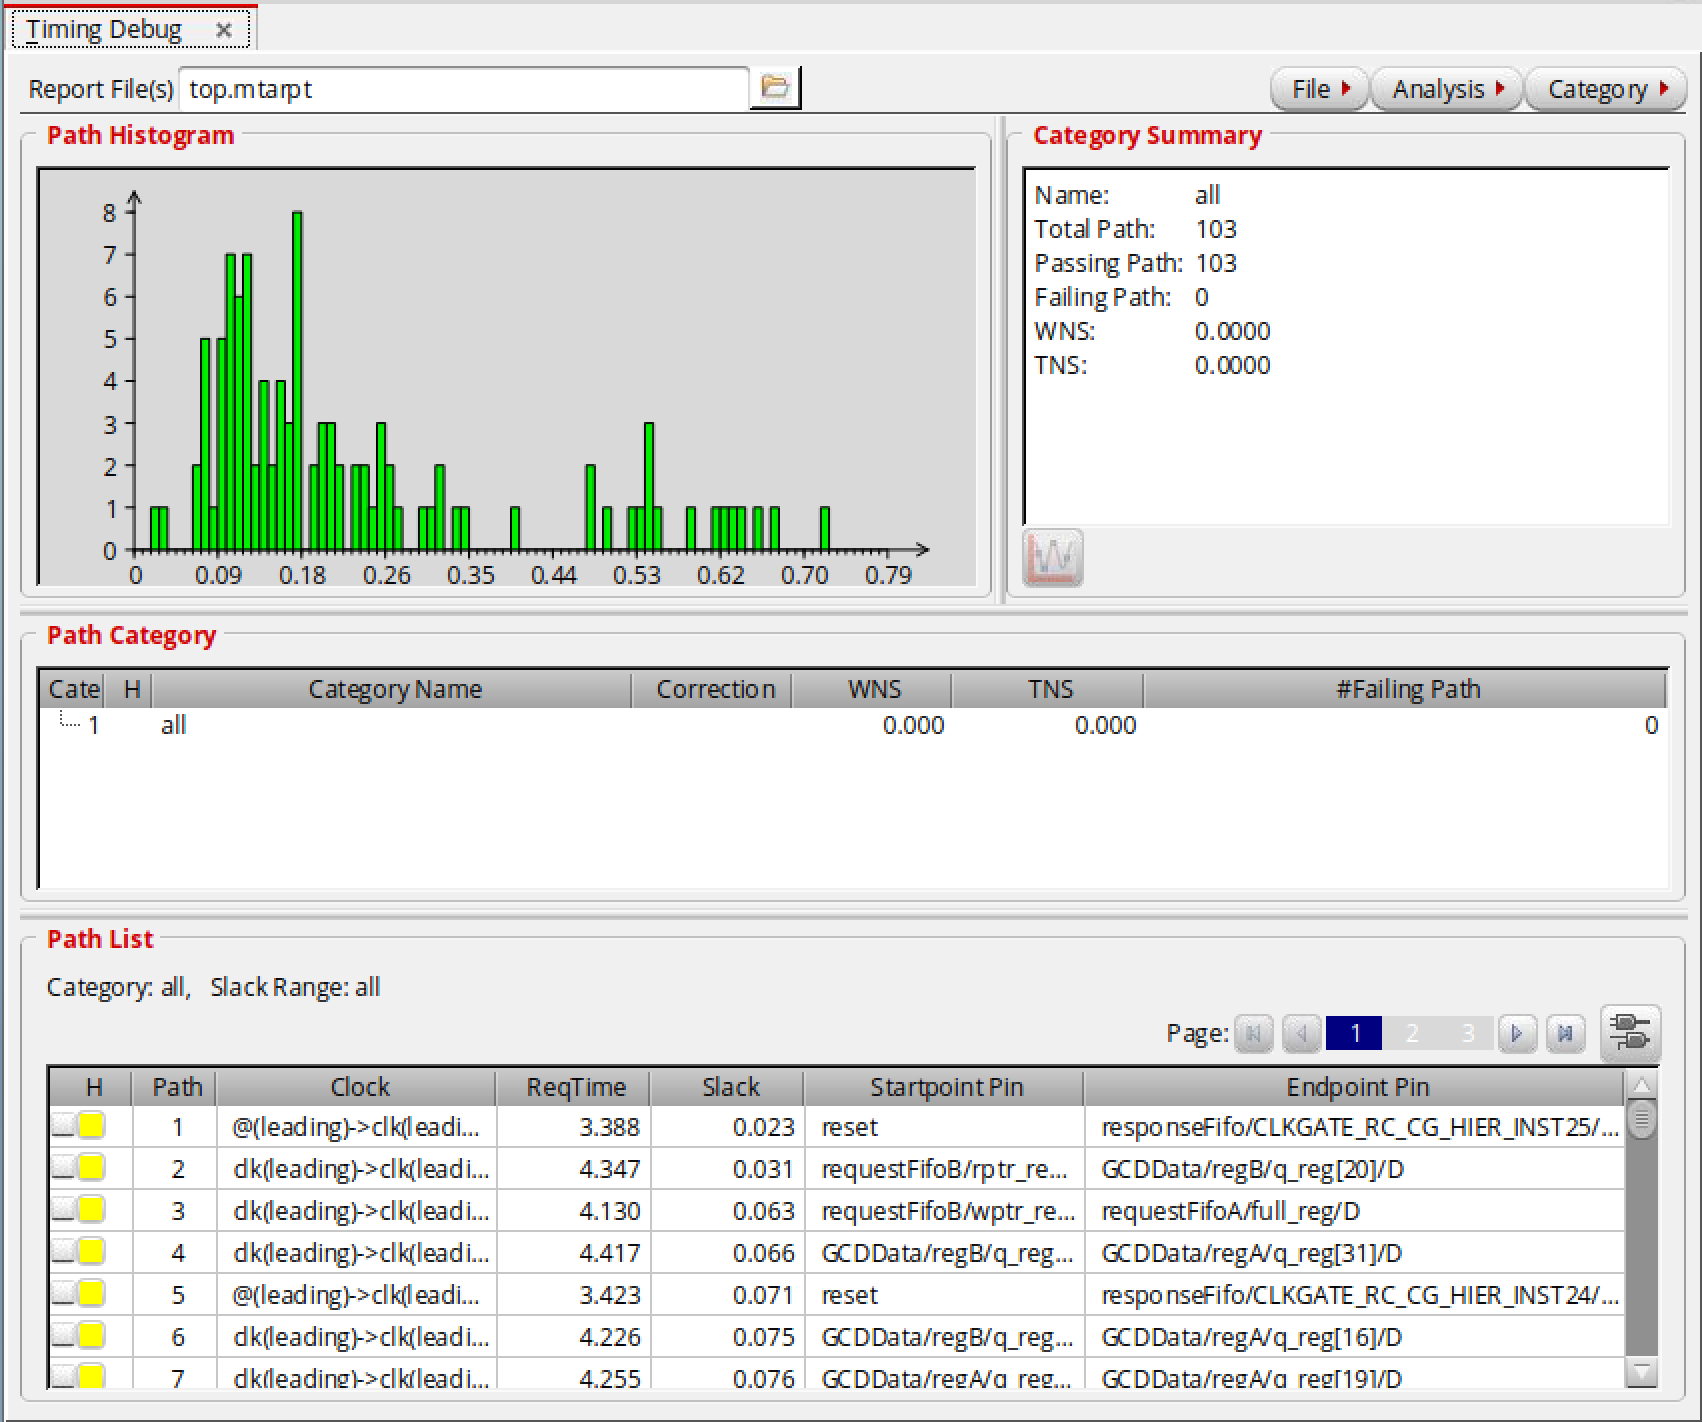 Timing Debug
Report File(s) top.mtarpt File Analysis Category
Path Histogram
8
7
6
5
4
3
2
1
0
0 0.09 0.18 0.26 0.35 0.44 0.53 0.62 0.70 0.79
Category Summary
Name: all
Total Path: 103
Passing Path: 103
Failing Path: 0
WNS: 0.0000
TNS: 0.0000
Path Category
Cate H Category Name Correction WNS TNS #Failing Path
1 all 0.000 0.000 0
Path List
Category: all, Slack Range: all
Page: 1 2 3
H Path Clock ReqTime Slack Startpoint Pin Endpoint Pin
1 @(leading)->clk(leadi... 3.388 0.023 reset responseFifo/CLKGATE_RC_CG_HIER_INST25/...
2 clk(leading)->clk(leadi... 4.347 0.031 requestFifoB/rptr_re... GCDData/regB/q_reg[20]/D
3 clk(leading)->clk(leadi... 4.130 0.063 requestFifoB/wptr_re... requestFifoA/full_reg/D
4 clk(leading)->clk(leadi... 4.417 0.066 GCDData/regB/q_reg... GCDData/regA/q_reg[31]/D
5 @(leading)->clk(leadi... 3.423 0.071 reset responseFifo/CLKGATE_RC_CG_HIER_INST24/...
6 clk(leading)->clk(leadi... 4.226 0.075 GCDData/regB/q_reg... GCDData/regA/q_reg[16]/D
7 clk(leading)->clk(leadi... 4.255 0.076 GCDData/regA/q_reg... GCDData/regA/q_reg[19]/D